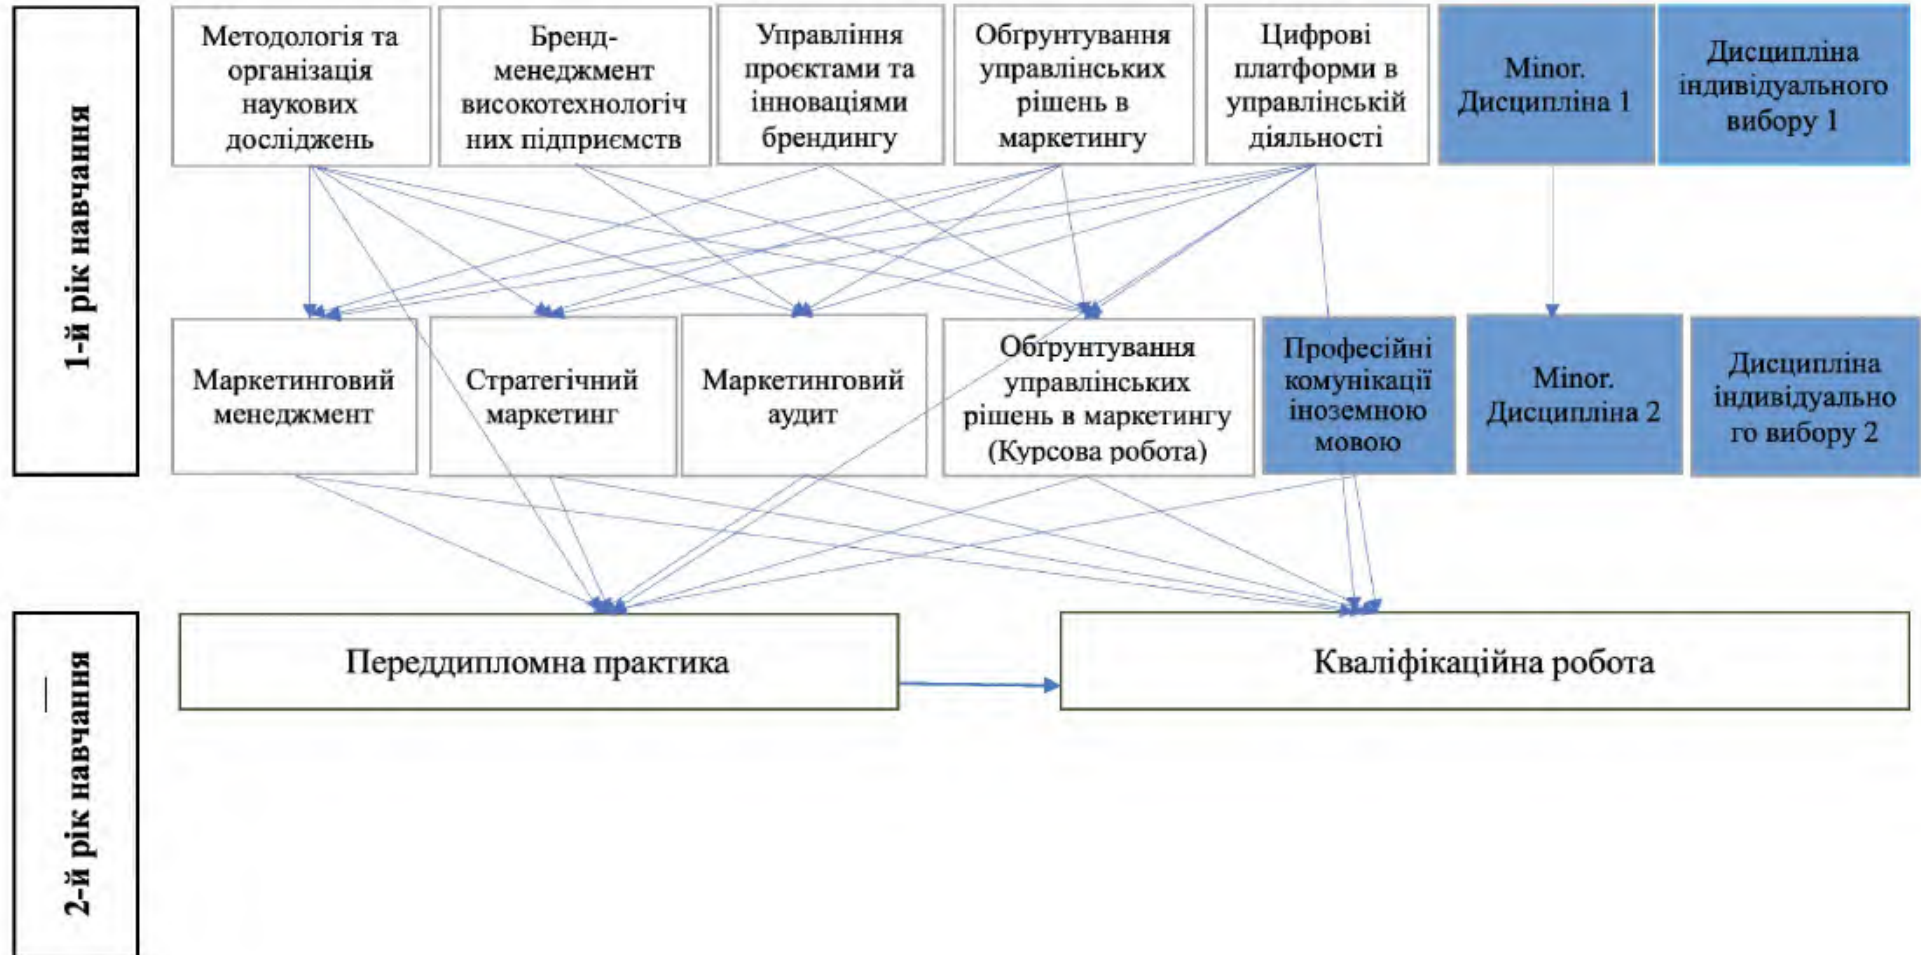 1-й рік навчання
Методологія та
організація
наукових
досліджень
Бренд-
менеджмент
високотехнологіч
них підприємств
Управління
проєктами та
інноваціями
брендингу
Обґрунтування
управлінських
рішень в
маркетингу
Цифрові
платформи в
управлінській
діяльності
Minor.
Дисципліна 1
Дисципліна
індивідуального
вибору 1
Маркетинговий
менеджмент
Стратегічний
маркетинг
Маркетинговий
аудит
Обґрунтування
управлінських
рішень в маркетингу
(Курсова робота)
Професійні
комунікації
іноземною
мовою
Minor.
Дисципліна 2
Дисципліна
індивідуально
го вибору 2
2-й рік навчання
Переддипломна практика
Кваліфікаційна робота